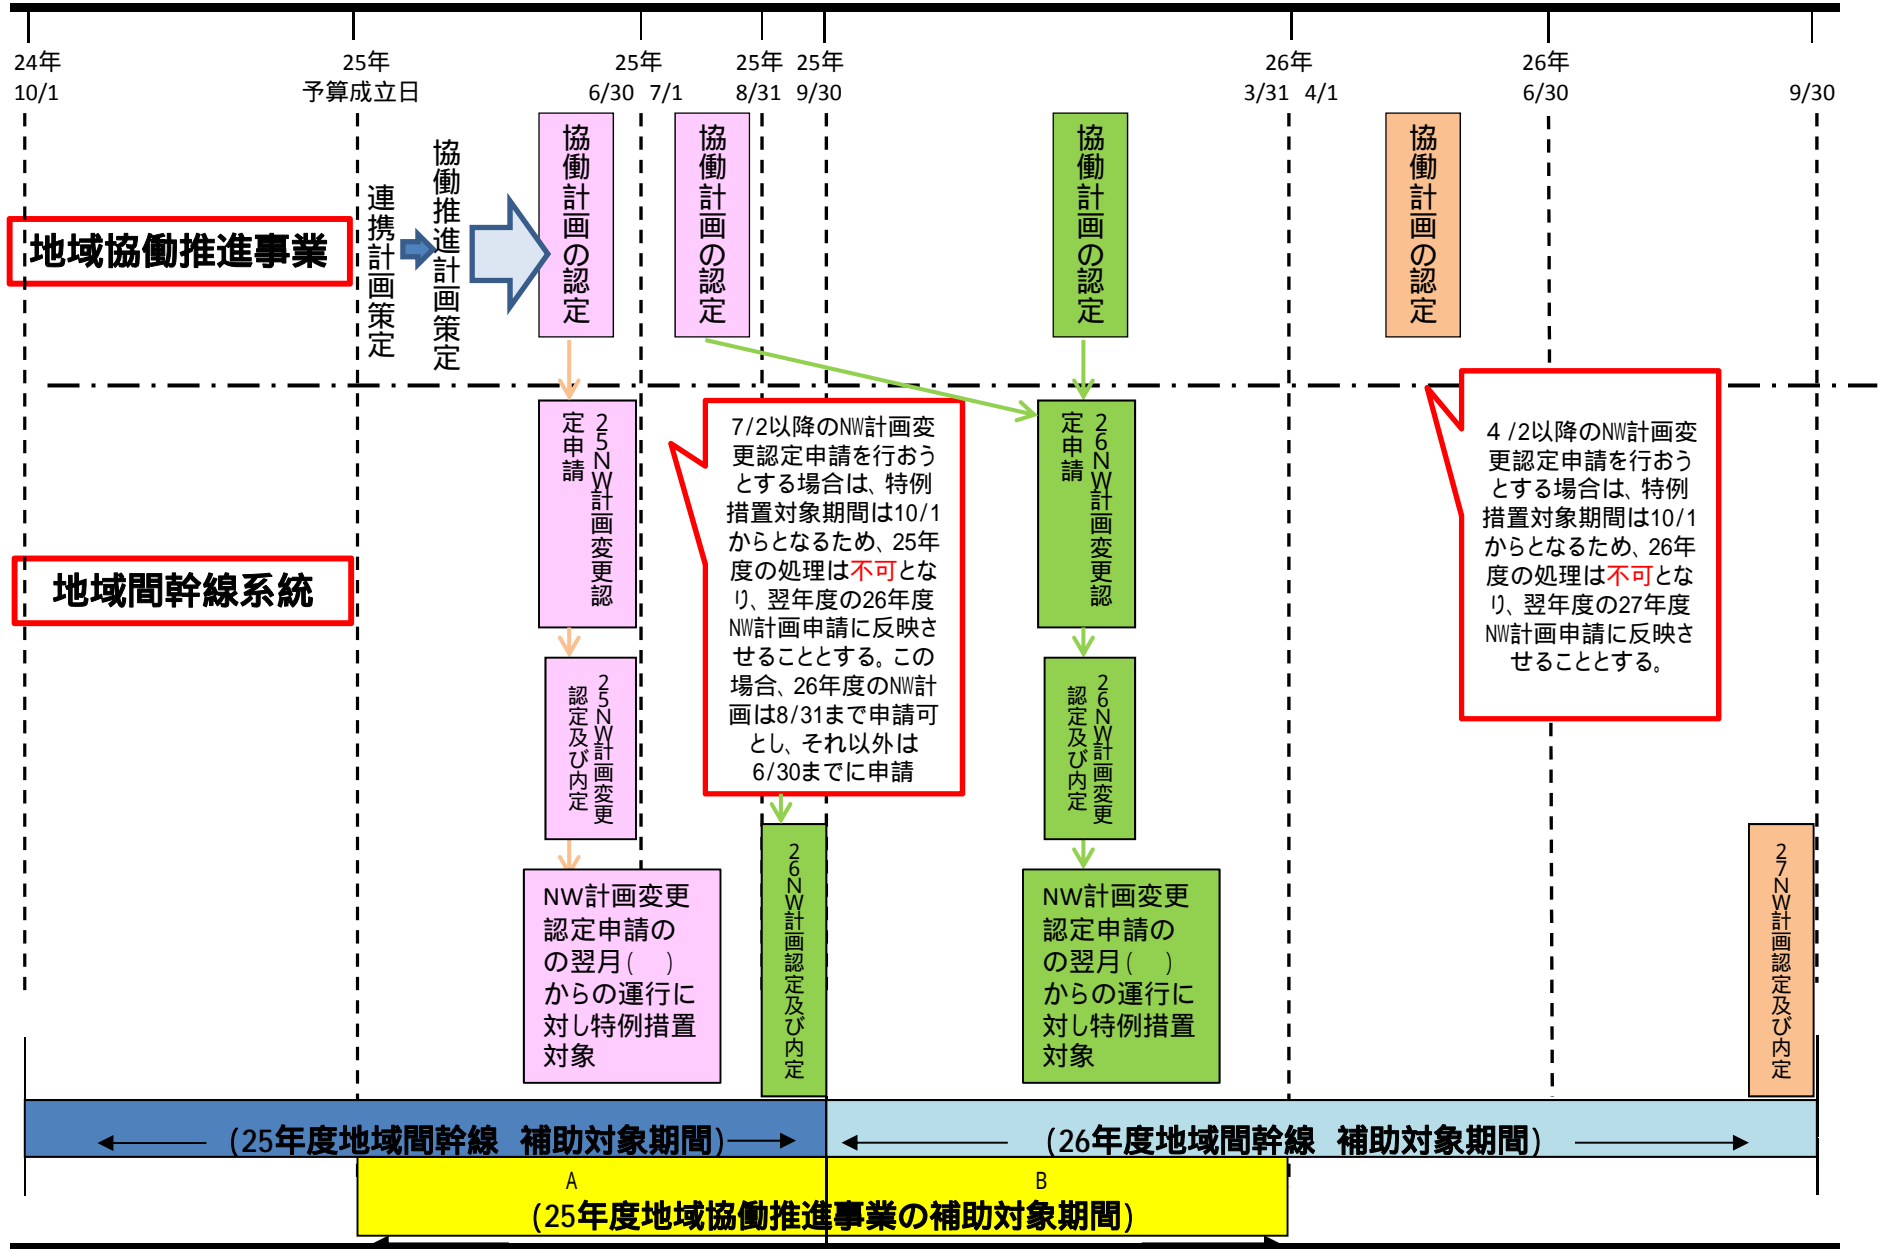 24年
10/1
25年
予算成立日
25年
6/30 7/1
25年
8/31
25年
9/30
26年
3/31 4/1
26年
6/30
9/30
地域協働推進事業
連携計画策定
協働推進計画策定
協働計画の認定
協働計画の認定
協働計画の認定
協働計画の認定
地域間幹線系統
25NW計画変更認
定申請
7/2以降のNW計画変
更認定申請を行おう
とする場合は、特例
措置対象期間は10/1
からとなるため、25年
度の処理は不可とな
り、翌年度の26年度
NW計画申請に反映さ
せることとする。この
場合、26年度のNW計
画は8/31まで申請可
とし、それ以外は
6/30までに申請
26NW計画変更認
定申請
4/2以降のNW計画変
更認定申請を行おう
とする場合は、特例
措置対象期間は10/1
からとなるため、26年
度の処理は不可とな
り、翌年度の27年度
NW計画申請に反映さ
せることとする。
25NW計画変更
認定及び内定
26NW計画変更
認定及び内定
NW計画変更
認定申請の
の翌月( )
からの運行に
対し特例措置
対象
26NW計画認定及び内定
NW計画変更
認定申請の
の翌月( )
からの運行に
対し特例措置
対象
27NW計画認定及び内定
(25年度地域間幹線 補助対象期間)
(26年度地域間幹線 補助対象期間)
A
B
(25年度地域協働推進事業の補助対象期間)